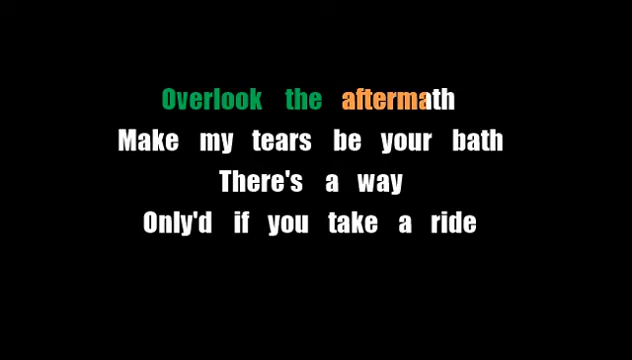 Overlook the aftermath
Make my tears be your bath
There's a way
Only'd if you take a ride